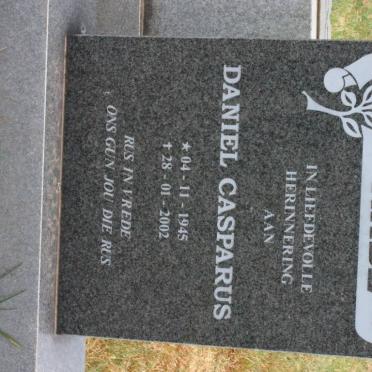 IN LIEFDEVOLLE
HERINNERING
AAN
DANIEL CASPARUS
★ 04 - 11 - 1945
✝ 28 - 01 - 2002
RUS IN VREDE
ONS GUN JOU DIE RUS